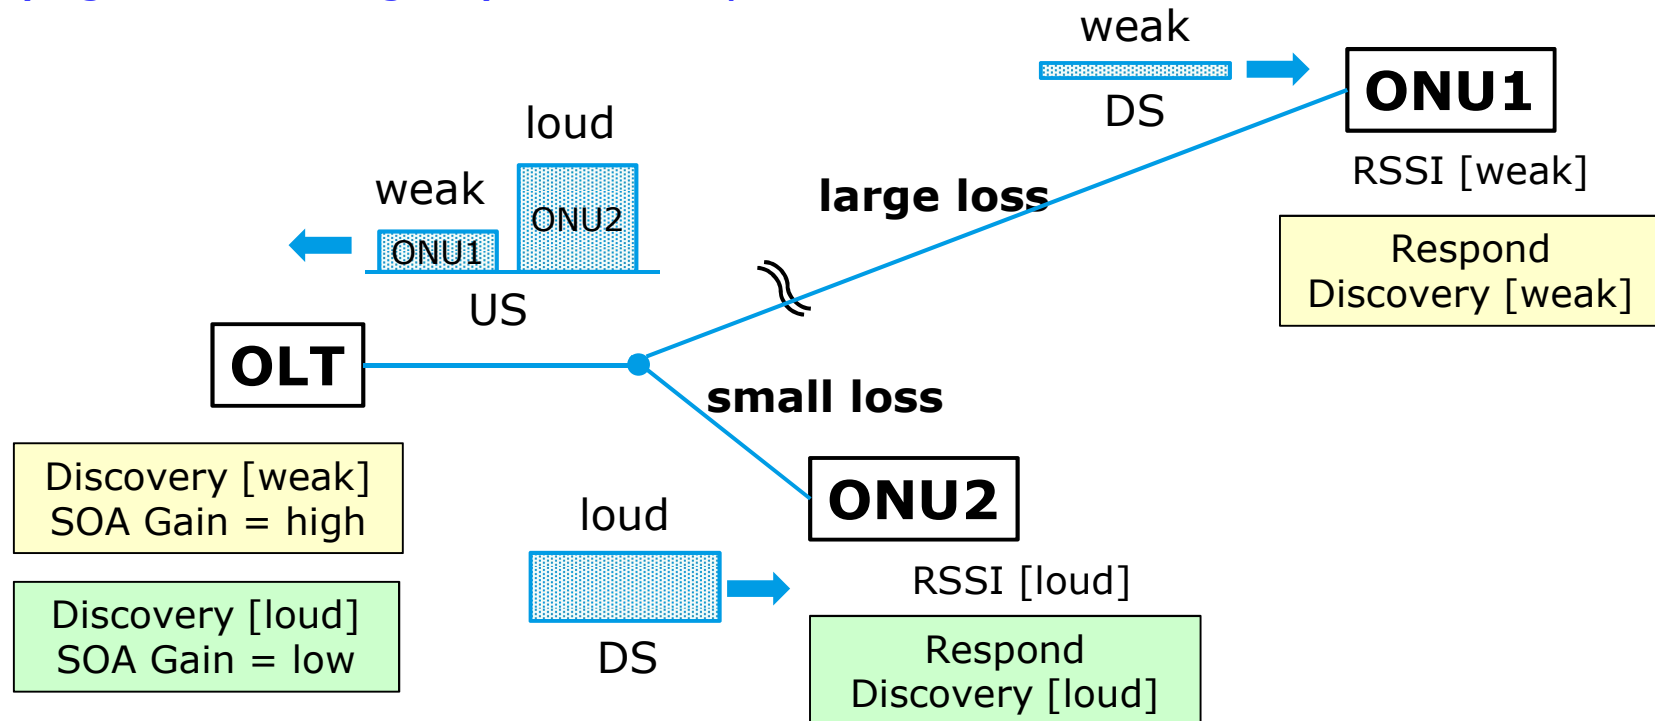 weak
DS
ONU1
RSSI [weak]
Respond
Discovery [weak]
loud
weak
ONU2
ONU1
US
large loss
OLT
small loss
Discovery [weak]
SOA Gain = high
Discovery [loud]
SOA Gain = low
loud
DS
ONU2
RSSI [loud]
Respond
Discovery [loud]